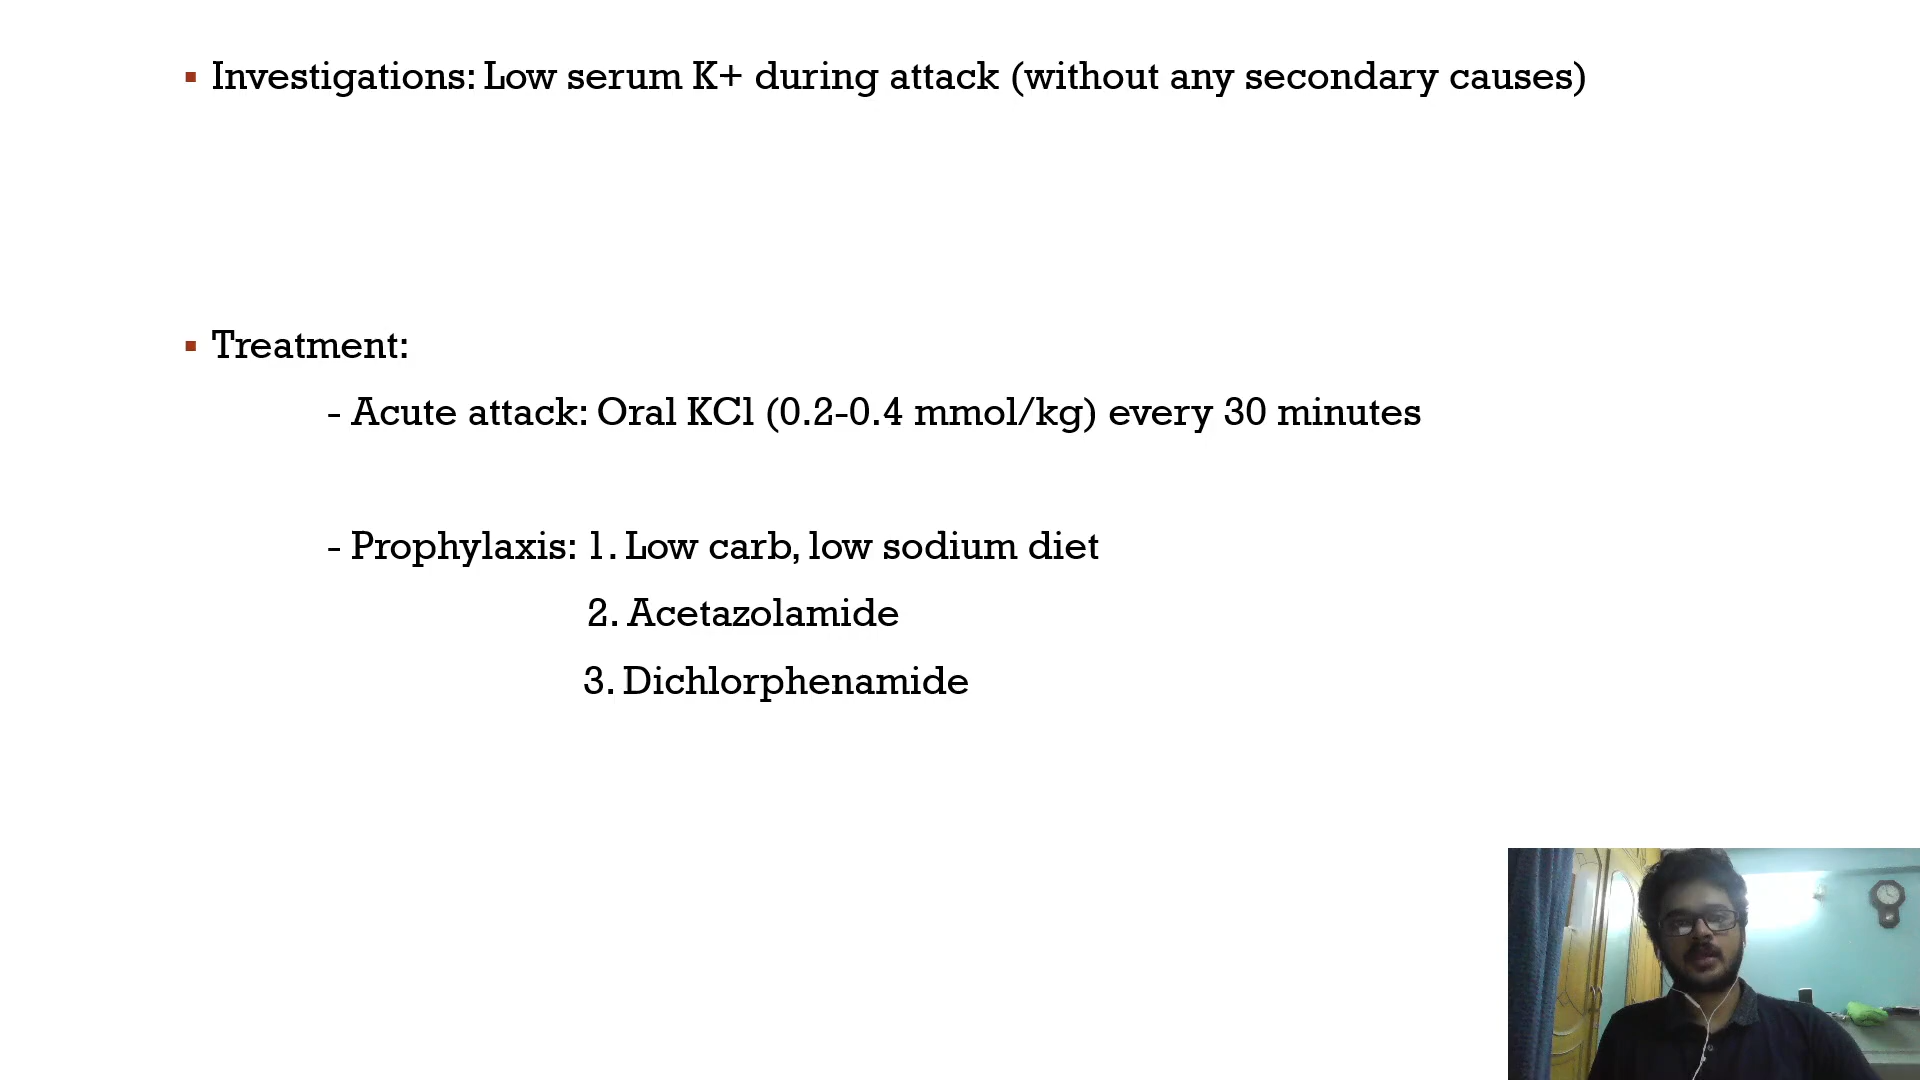 ▪ Investigations: Low serum K+ during attack (without any secondary causes)
▪ Treatment:
- Acute attack: Oral KCl (0.2-0.4 mmol/kg) every 30 minutes
- Prophylaxis: 1. Low carb, low sodium diet
2. Acetazolamide
3. Dichlorphenamide